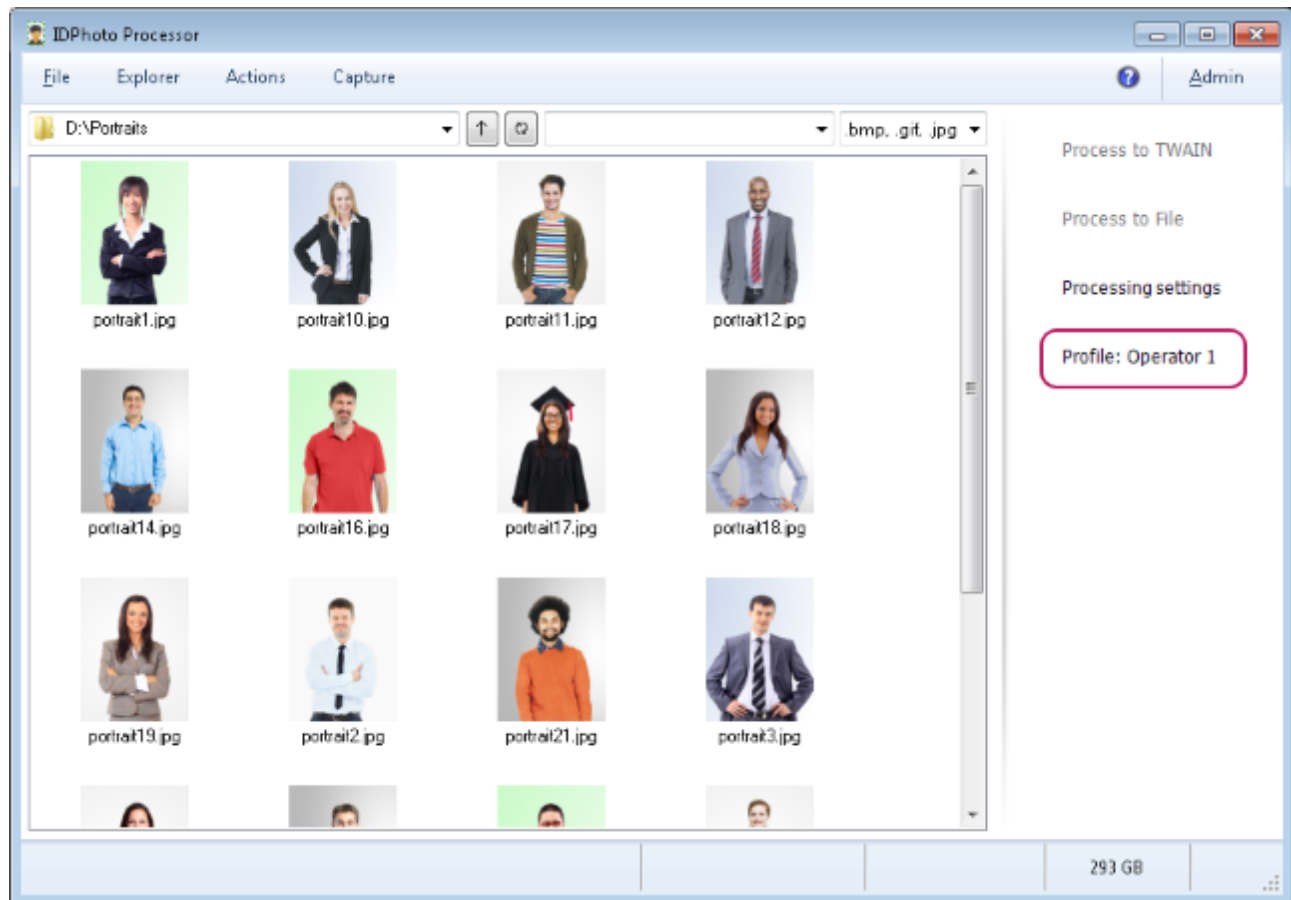 IDPhoto Processor
File Explorer Actions Capture Admin
D:\Portraits .bmp, .gif, .jpg
Process to TWAIN
Process to File
Processing settings
Profile: Operator 1
portrait1.jpg portrait10.jpg portrait11.jpg portrait12.jpg
portrait14.jpg portrait16.jpg portrait17.jpg portrait18.jpg
portrait19.jpg portrait2.jpg portrait21.jpg portrait3.jpg
293 GB